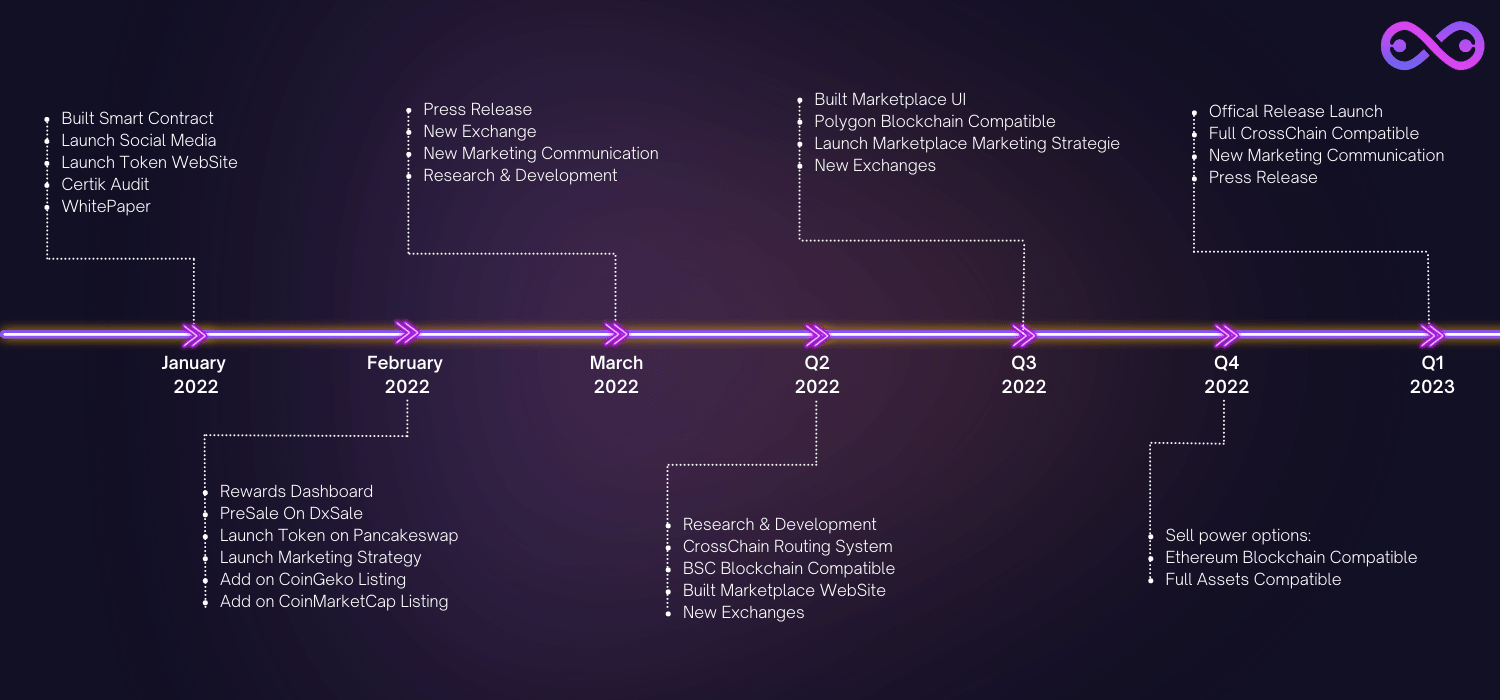 Built Smart Contract
Launch Social Media
Launch Token WebSite
Certik Audit
WhitePaper
Press Release
New Exchange
New Marketing Communication
Research & Development
Built Marketplace UI
Polygon Blockchain Compatible
Launch Marketplace Marketing Strategie
New Exchanges
Offical Release Launch
Full CrossChain Compatible
New Marketing Communication
Press Release
January
2022
February
2022
March
2022
Q2
2022
Q3
2022
Q4
2022
Q1
2023
Rewards Dashboard
PreSale On DxSale
Launch Token on Pancakeswap
Launch Marketing Strategy
Add on CoinGeko Listing
Add on CoinMarketCap Listing
Research & Development
CrossChain Routing System
BSC Blockchain Compatible
Built Marketplace WebSite
New Exchanges
Sell power options:
Ethereum Blockchain Compatible
Full Assets Compatible